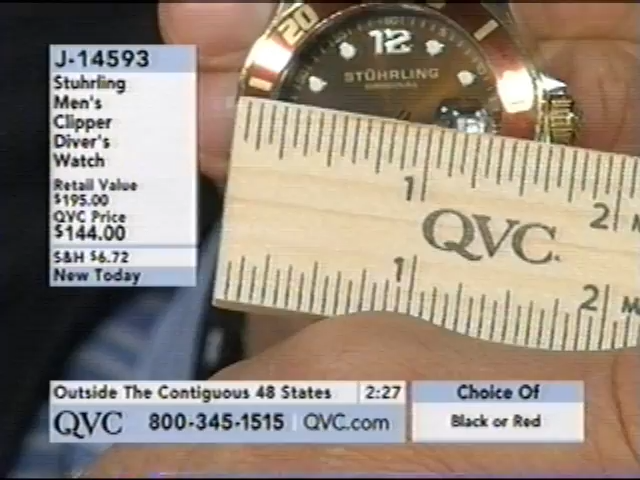 J-14593
Stuhrling
Men's
Clipper
Diver's
Watch
Retail Value
$195.00
QVC Price
$144.00
S&H $6.72
New Today
20
12
STÜHRLING
ORIGINAL
1
2
QVC.
1
2
Outside The Contiguous 48 States 2:27
QVC 800-345-1515 QVC.com
Choice Of
Black or Red